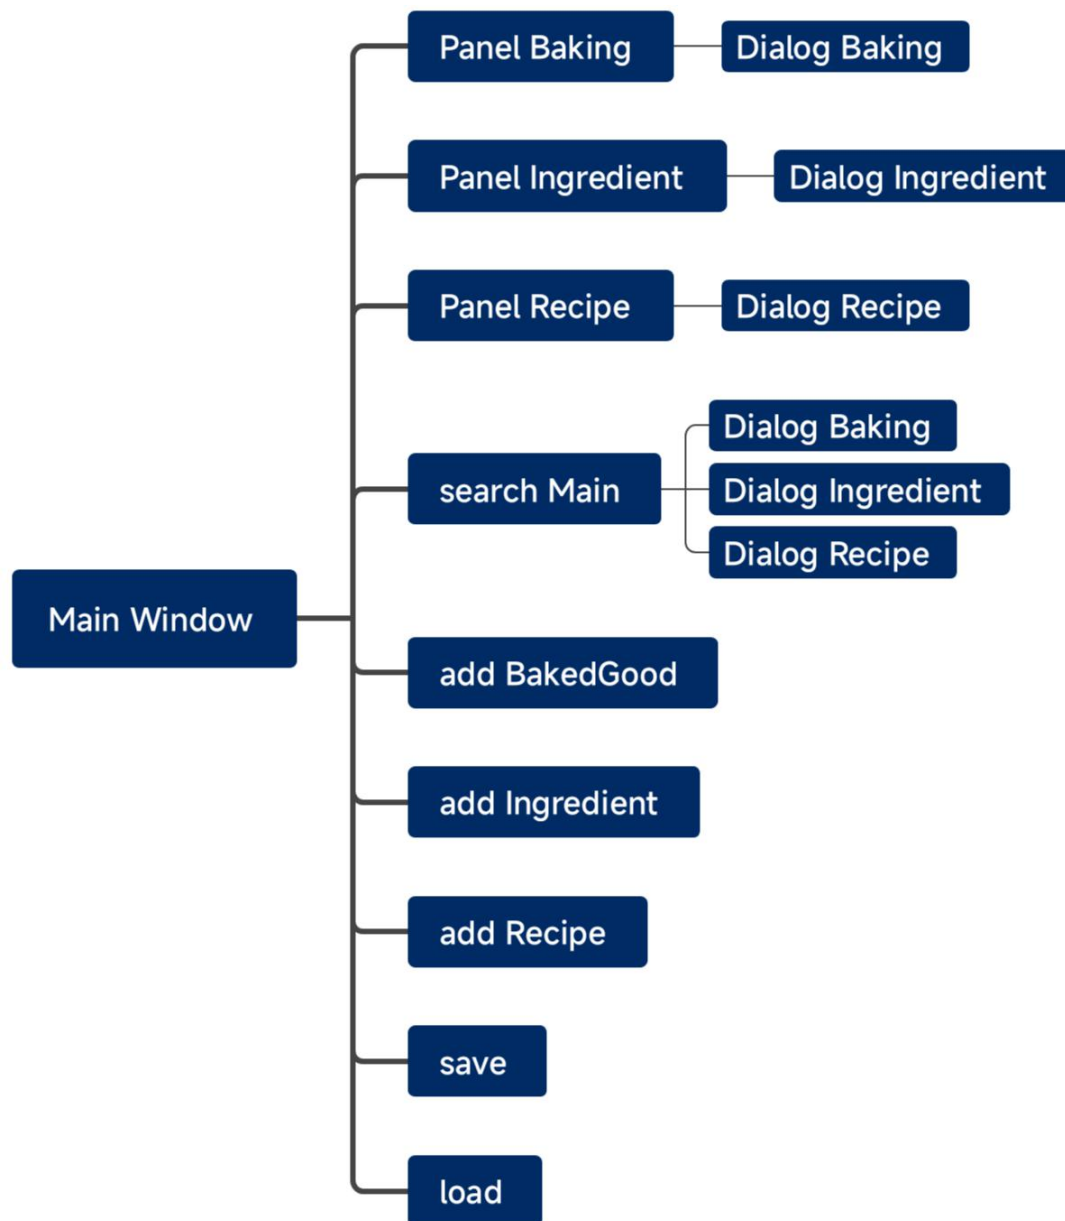 Panel Baking
Dialog Baking
Panel Ingredient
Dialog Ingredient
Panel Recipe
Dialog Recipe
search Main
Dialog Baking
Dialog Ingredient
Dialog Recipe
Main Window
add BakedGood
add Ingredient
add Recipe
save
load